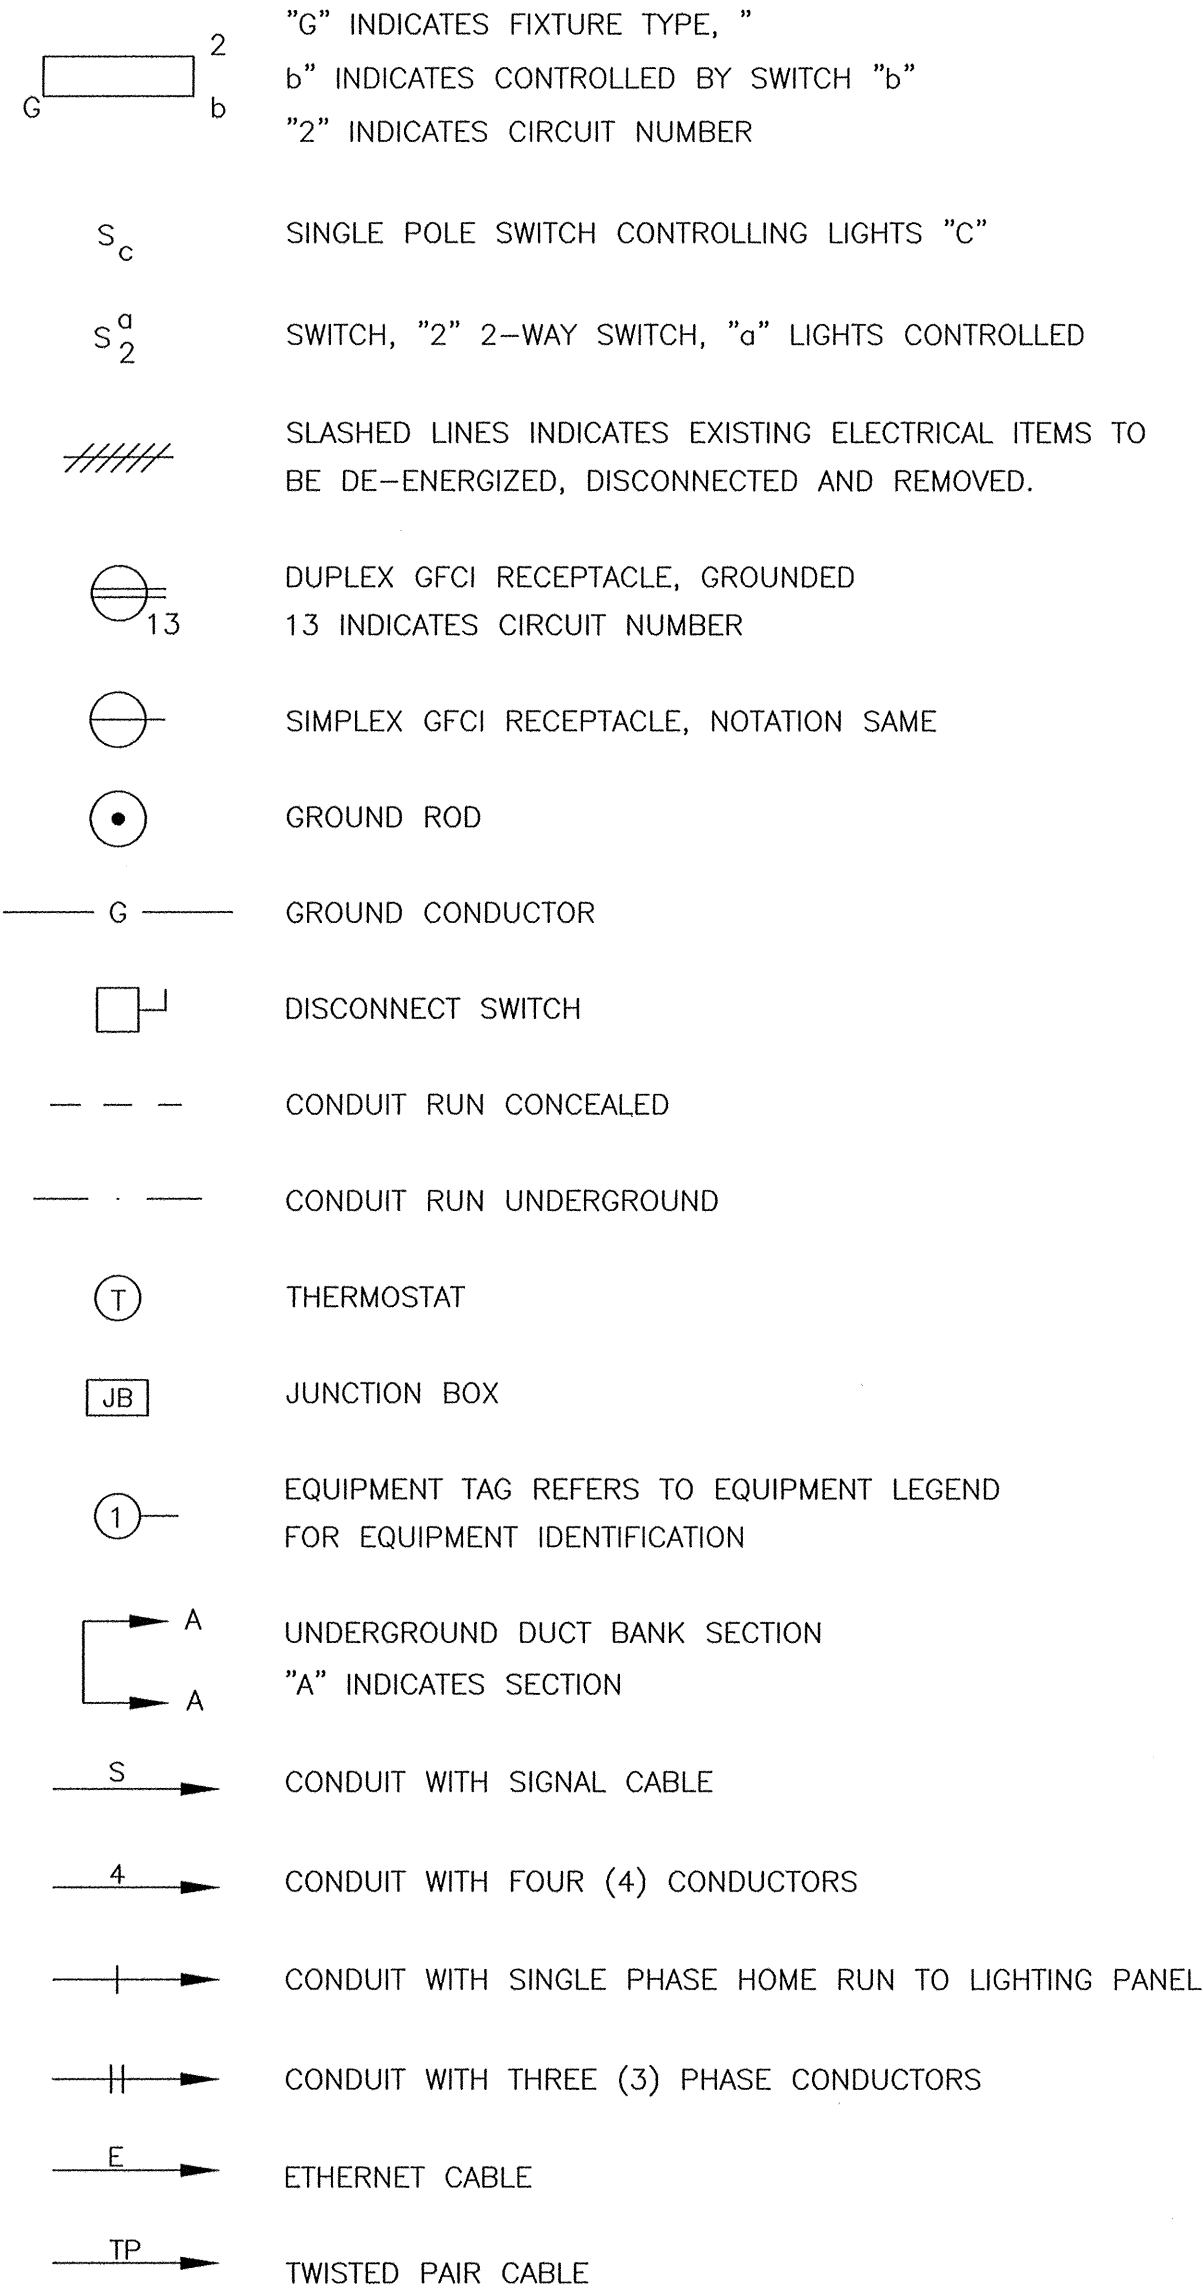 "G" INDICATES FIXTURE TYPE, "
2
b" INDICATES CONTROLLED BY SWITCH "b"
G
b
"2" INDICATES CIRCUIT NUMBER
Sc SINGLE POLE SWITCH CONTROLLING LIGHTS "C"
S a 2 SWITCH, "2" 2-WAY SWITCH, "a" LIGHTS CONTROLLED
SLASHED LINES INDICATES EXISTING ELECTRICAL ITEMS TO
BE DE-ENERGIZED, DISCONNECTED AND REMOVED.
DUPLEX GFCI RECEPTACLE, GROUNDED
13 13 INDICATES CIRCUIT NUMBER
SIMPLEX GFCI RECEPTACLE, NOTATION SAME
GROUND ROD
G GROUND CONDUCTOR
DISCONNECT SWITCH
CONDUIT RUN CONCEALED
CONDUIT RUN UNDERGROUND
T THERMOSTAT
JB JUNCTION BOX
EQUIPMENT TAG REFERS TO EQUIPMENT LEGEND
1
FOR EQUIPMENT IDENTIFICATION
A
UNDERGROUND DUCT BANK SECTION
"A" INDICATES SECTION
A
S CONDUIT WITH SIGNAL CABLE
4 CONDUIT WITH FOUR (4) CONDUCTORS
CONDUIT WITH SINGLE PHASE HOME RUN TO LIGHTING PANEL
CONDUIT WITH THREE (3) PHASE CONDUCTORS
E ETHERNET CABLE
TP TWISTED PAIR CABLE